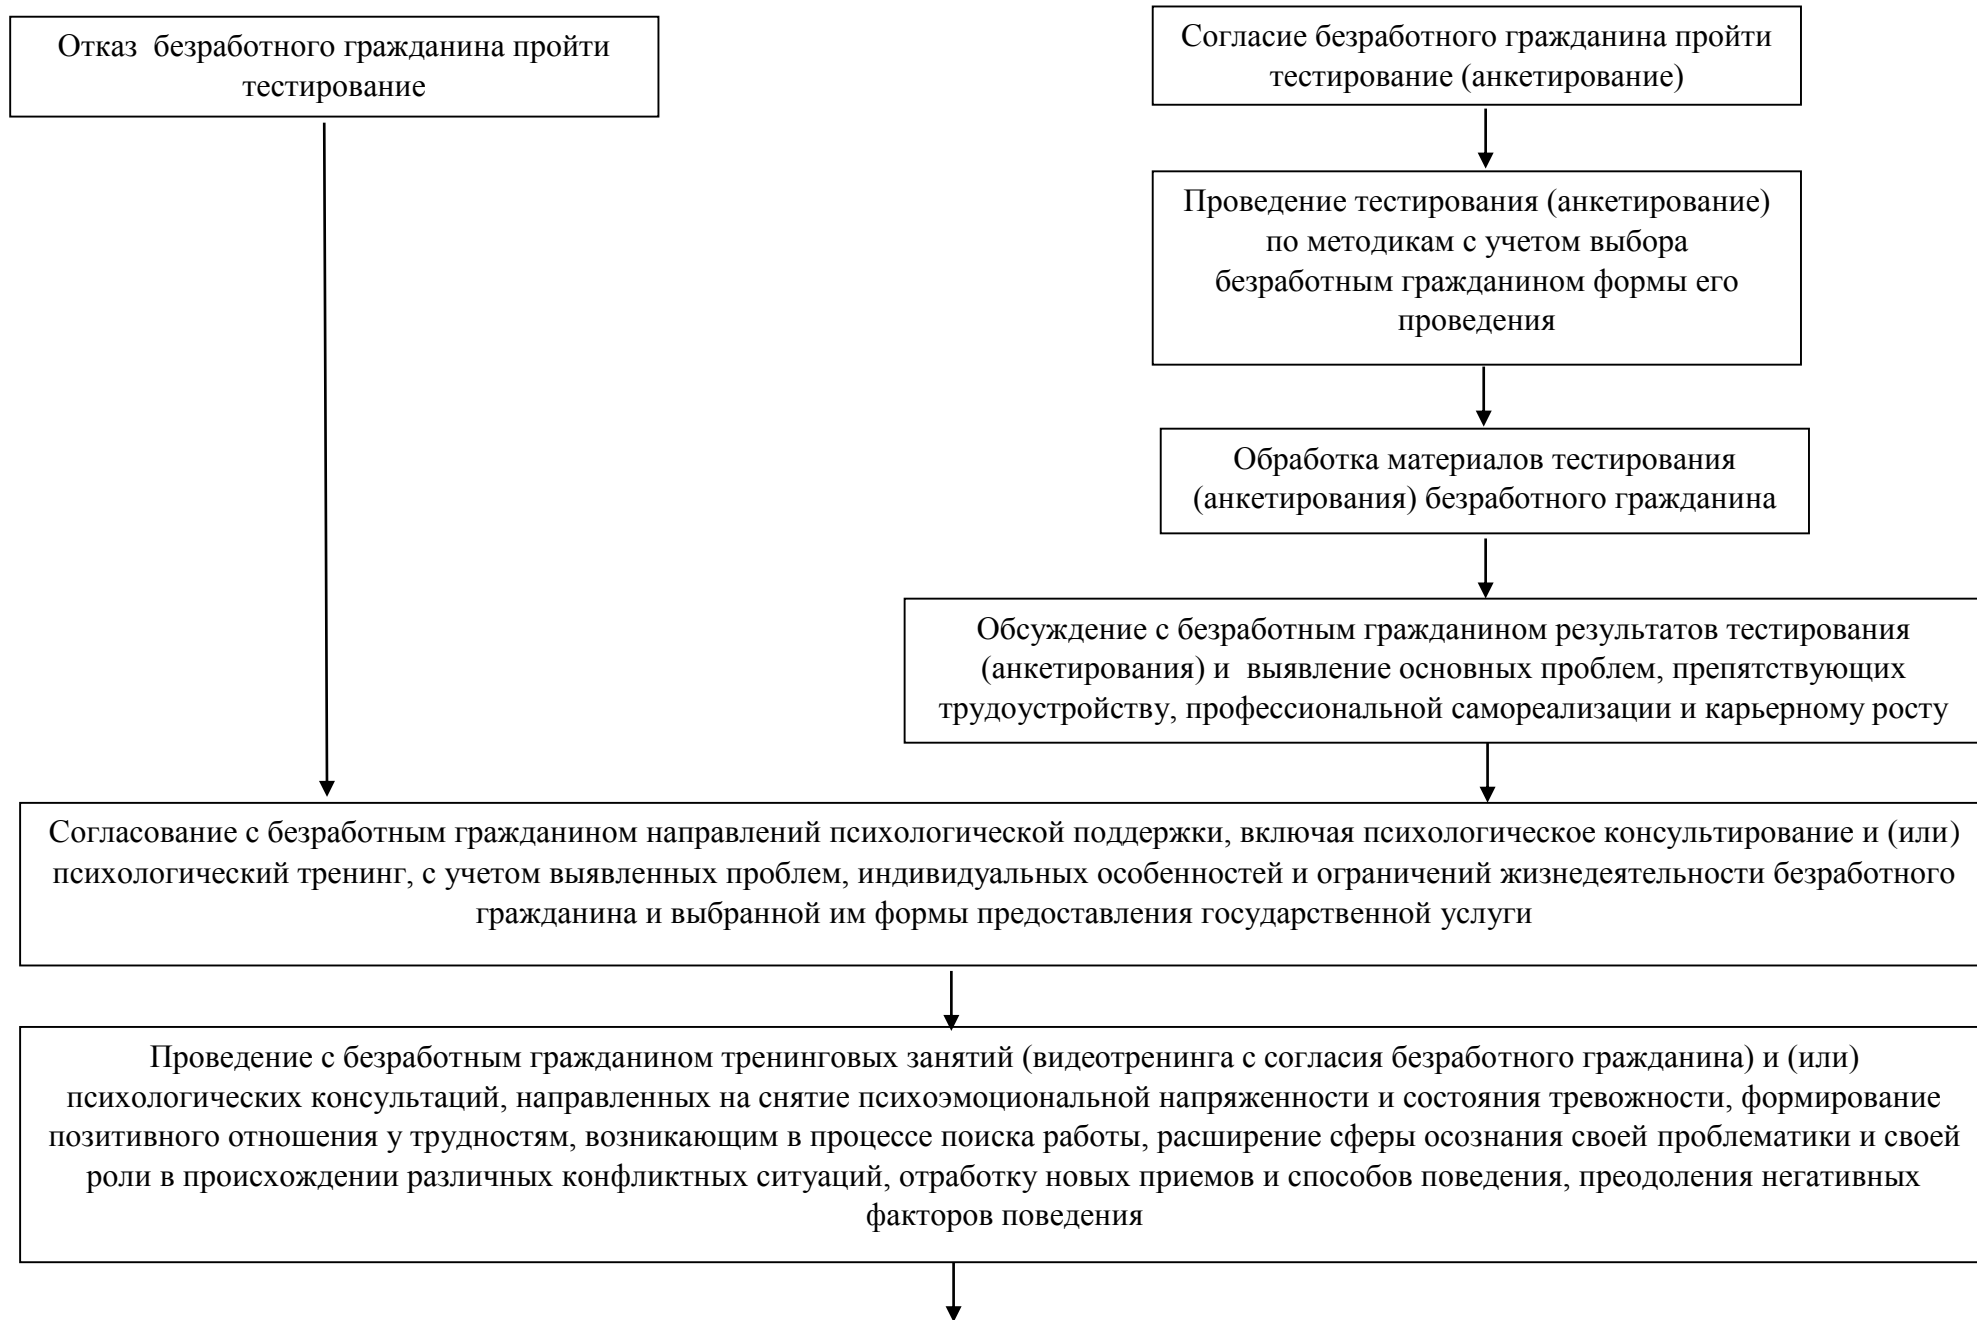 Отказ  безработного гражданина пройти
тестирование
Согласие безработного гражданина пройти
тестирование (анкетирование)
Проведение тестирования (анкетирование)
по методикам с учетом выбора
безработным гражданином формы его
проведения
Обработка материалов тестирования
(анкетирования) безработного гражданина
Обсуждение с безработным гражданином результатов тестирования
(анкетирования) и  выявление основных проблем, препятствующих
трудоустройству, профессиональной самореализации и карьерному росту
Согласование с безработным гражданином направлений психологической поддержки, включая психологическое консультирование и (или)
психологический тренинг, с учетом выявленных проблем, индивидуальных особенностей и ограничений жизнедеятельности безработного
гражданина и выбранной им формы предоставления государственной услуги
Проведение с безработным гражданином тренинговых занятий (видеотренинга с согласия безработного гражданина) и (или)
психологических консультаций, направленных на снятие психоэмоциональной напряженности и состояния тревожности, формирование
позитивного отношения у трудностям, возникающим в процессе поиска работы, расширение сферы осознания своей проблематики и своей
роли в происхождении различных конфликтных ситуаций, отработку новых приемов и способов поведения, преодоления негативных
факторов поведения